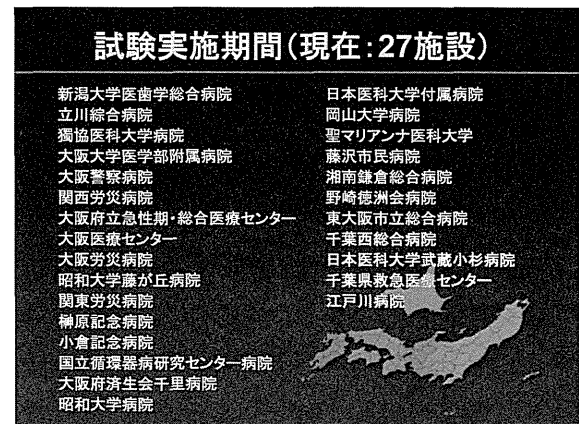 試験実施期間(現在:27施設)
新潟大学医歯学総合病院
立川綜合病院
獨協医科大学病院
大阪大学医学部附属病院
大阪警察病院
関西労災病院
大阪府立急性期・総合医療センター
大阪医療センター
大阪労災病院
昭和大学藤が丘病院
関東労災病院
榊原記念病院
小倉記念病院
国立循環器病研究センター病院
大阪府済生会千里病院
昭和大学病院
日本医科大学付属病院
岡山大学病院
聖マリアンナ医科大学
藤沢市民病院
湘南鎌倉総合病院
野崎徳洲会病院
東大阪市立総合病院
千葉西総合病院
日本医科大学武蔵小杉病院
千葉県救急医療センター
江戸川病院